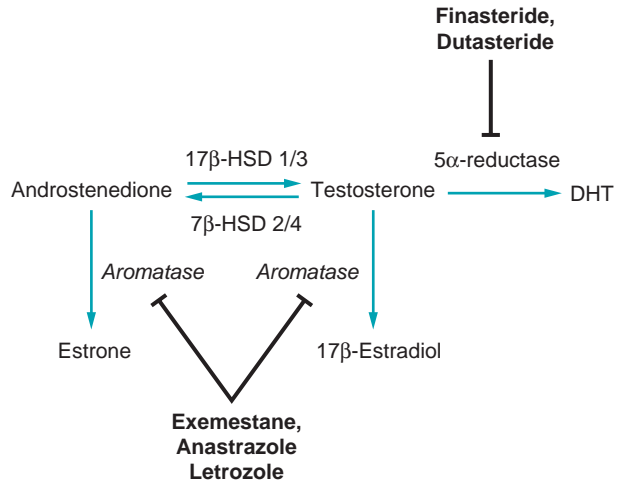 Finasteride,
Dutasteride
17β-HSD 1/3
5α-reductase
Androstenedione
Testosterone
DHT
7β-HSD 2/4
Aromatase
Aromatase
Estrone
17β-Estradiol
Exemestane,
Anastrazole
Letrozole